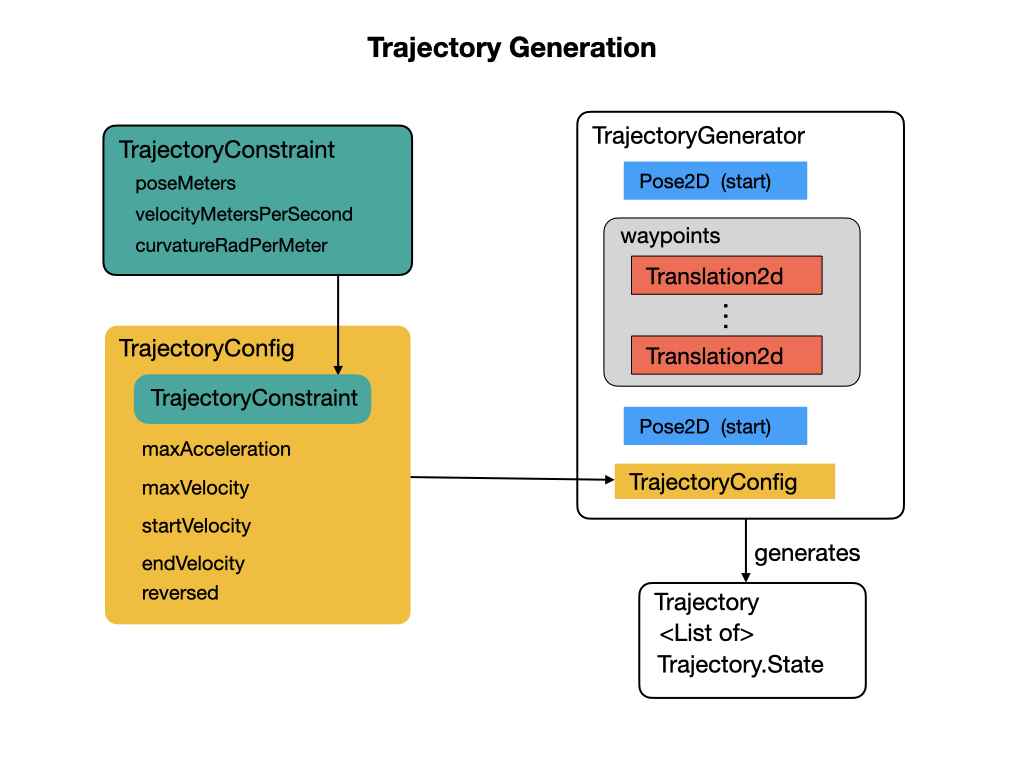 Trajectory Generation
TrajectoryConstraint
poseMeters
velocityMetersPerSecond
curvatureRadPerMeter
TrajectoryConfig
TrajectoryConstraint
maxAcceleration
maxVelocity
startVelocity
endVelocity
reversed
TrajectoryGenerator
Pose2D (start)
waypoints
Translation2d
⋮
Translation2d
Pose2D (start)
TrajectoryConfig
generates
Trajectory
<List of>
Trajectory.State